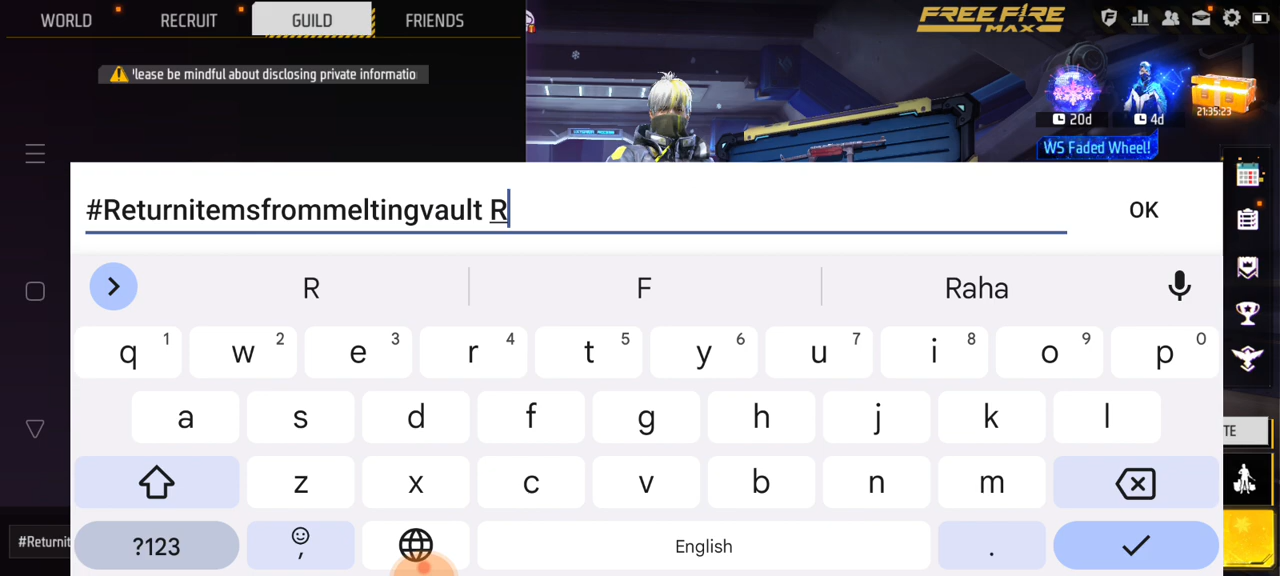 WORLD
RECRUIT
GUILD
FRIENDS
FREE FIRE
MAX
'lease be mindful about disclosing private informatio
20d
4d
21:35:23
WS Faded Wheel!
#Returnitemsfrommeltingvault R
OK
R
F
Raha
q 1 w 2 e 3 r 4 t 5 y 6 u 7 i 8 o 9 p 0
a s d f g h j k l
TE
z x c v b n m
#Returnit
?123
,
English
.